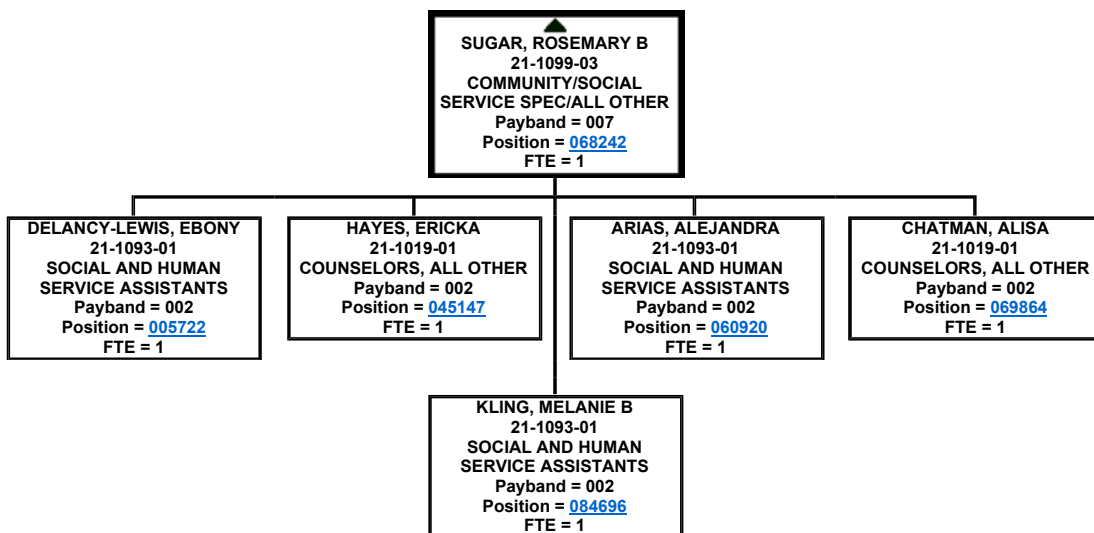 SUGAR, ROSEMARY B
21-1099-03
COMMUNITY/SOCIAL
SERVICE SPEC/ALL OTHER
Payband = 007
Position = 068242
FTE = 1
DELANCY-LEWIS, EBONY
21-1093-01
SOCIAL AND HUMAN
SERVICE ASSISTANTS
Payband = 002
Position = 005722
FTE = 1
HAYES, ERICKA
21-1019-01
COUNSELORS, ALL OTHER
Payband = 002
Position = 045147
FTE = 1
ARIAS, ALEJANDRA
21-1093-01
SOCIAL AND HUMAN
SERVICE ASSISTANTS
Payband = 002
Position = 060920
FTE = 1
CHATMAN, ALISA
21-1019-01
COUNSELORS, ALL OTHER
Payband = 002
Position = 069864
FTE = 1
KLING, MELANIE B
21-1093-01
SOCIAL AND HUMAN
SERVICE ASSISTANTS
Payband = 002
Position = 084696
FTE = 1